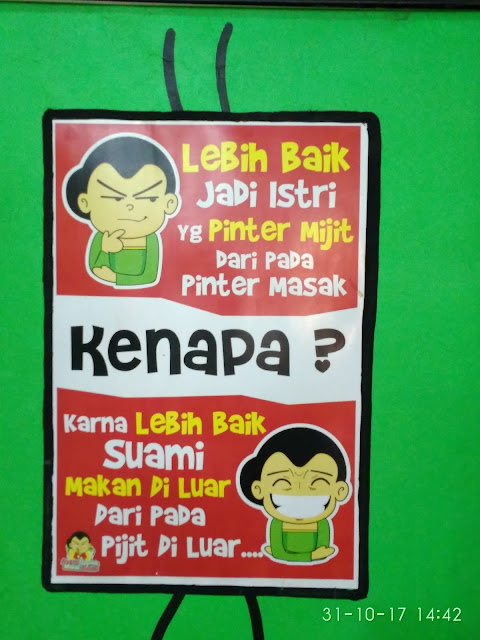 Lebih Baik
Jadi Istri
Yg Pinter Mijit
Dari Pada
Pinter Masak
Kenapa ?
Karna Lebih Baik
Suami
Makan Di Luar
Dari Pada
Pijit Di Luar....
31-10-17 14:42